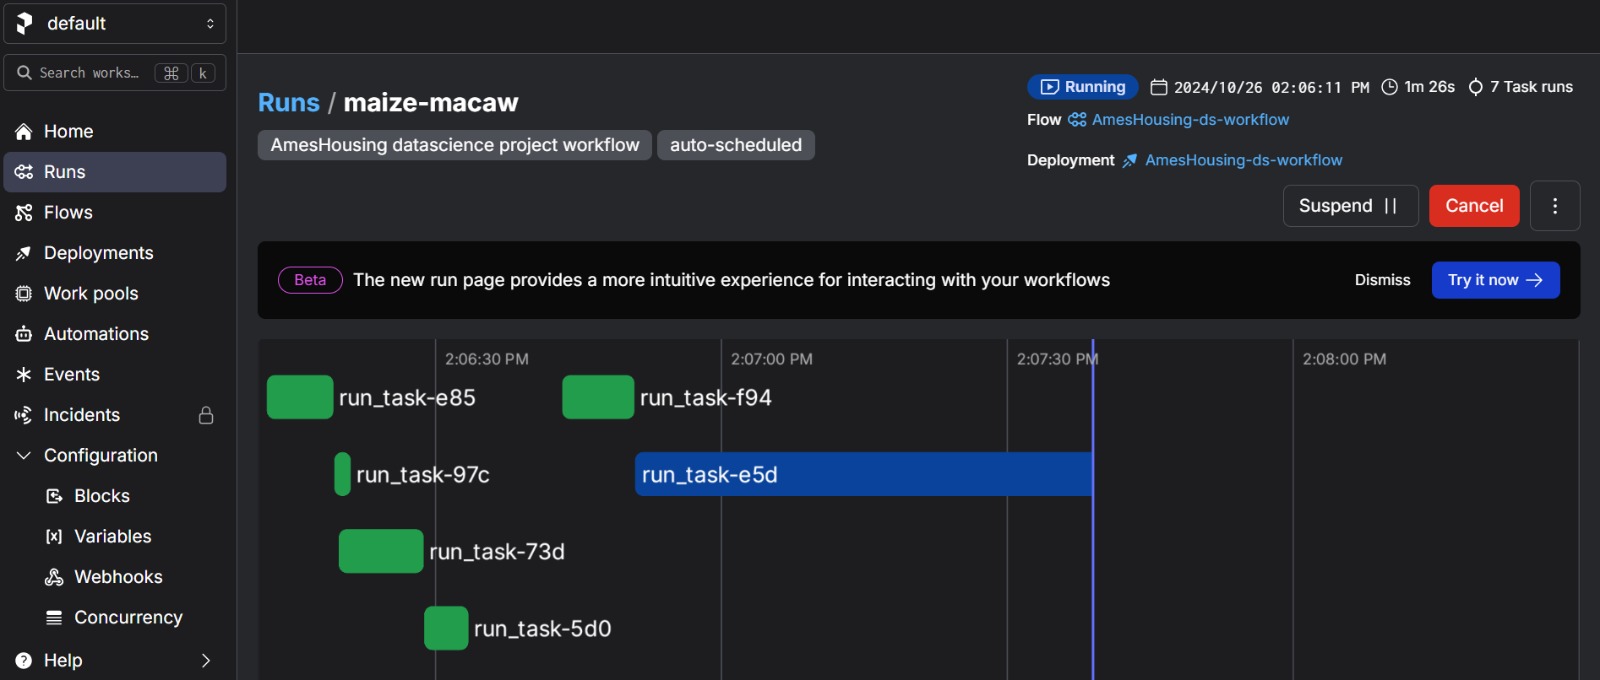 default
Search works… ⌘ k
Home
Runs
Flows
Deployments
Work pools
Automations
Events
Incidents
Configuration
Blocks
Variables
Webhooks
Concurrency
Help
Runs / maize-macaw
AmesHousing datascience project workflow auto-scheduled
Running 2024/10/26 02:06:11 PM 1m 26s 7 Task runs
Flow AmesHousing-ds-workflow
Deployment AmesHousing-ds-workflow
Suspend Cancel
Beta The new run page provides a more intuitive experience for interacting with your workflows Dismiss Try it now
2:06:30 PM 2:07:00 PM 2:07:30 PM 2:08:00 PM
run_task-e85 run_task-f94
run_task-97c run_task-e5d
run_task-73d
run_task-5d0